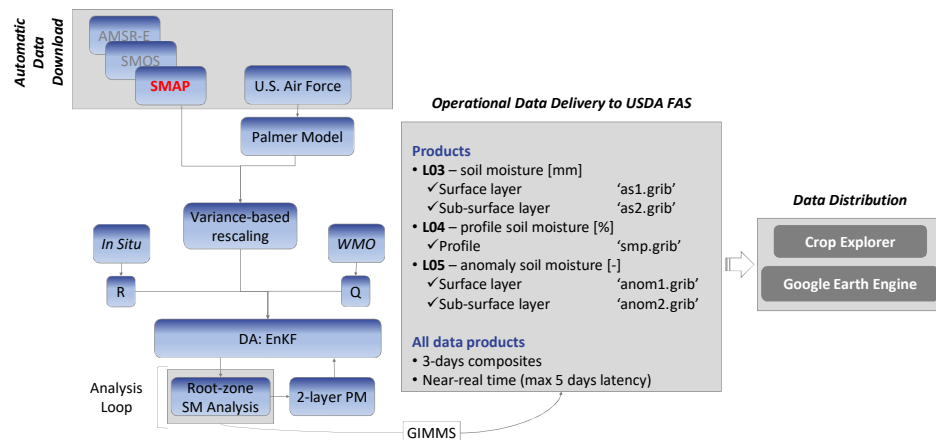 Automatic
Data
Download
AMSR-E
SMOS
SMAP
U.S. Air Force
Palmer Model
Variance-based
rescaling
In Situ
WMO
R
Q
DA: EnKF
Analysis
Loop
Root-zone
SM Analysis
2-layer PM
GIMMS
Operational Data Delivery to USDA FAS
Products
• L03 – soil moisture [mm]
✓Surface layer ‘as1.grib’
✓Sub-surface layer ‘as2.grib’
• L04 – profile soil moisture [%]
✓Profile ‘smp.grib’
• L05 – anomaly soil moisture [-]
✓Surface layer ‘anom1.grib’
✓Sub-surface layer ‘anom2.grib’
All data products
• 3-days composites
• Near-real time (max 5 days latency)
Data Distribution
Crop Explorer
Google Earth Engine